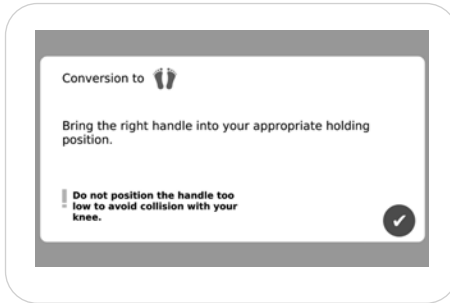 Conversion to
Bring the right handle into your appropriate holding
position.
Do not position the handle too
low to avoid collision with your
knee.